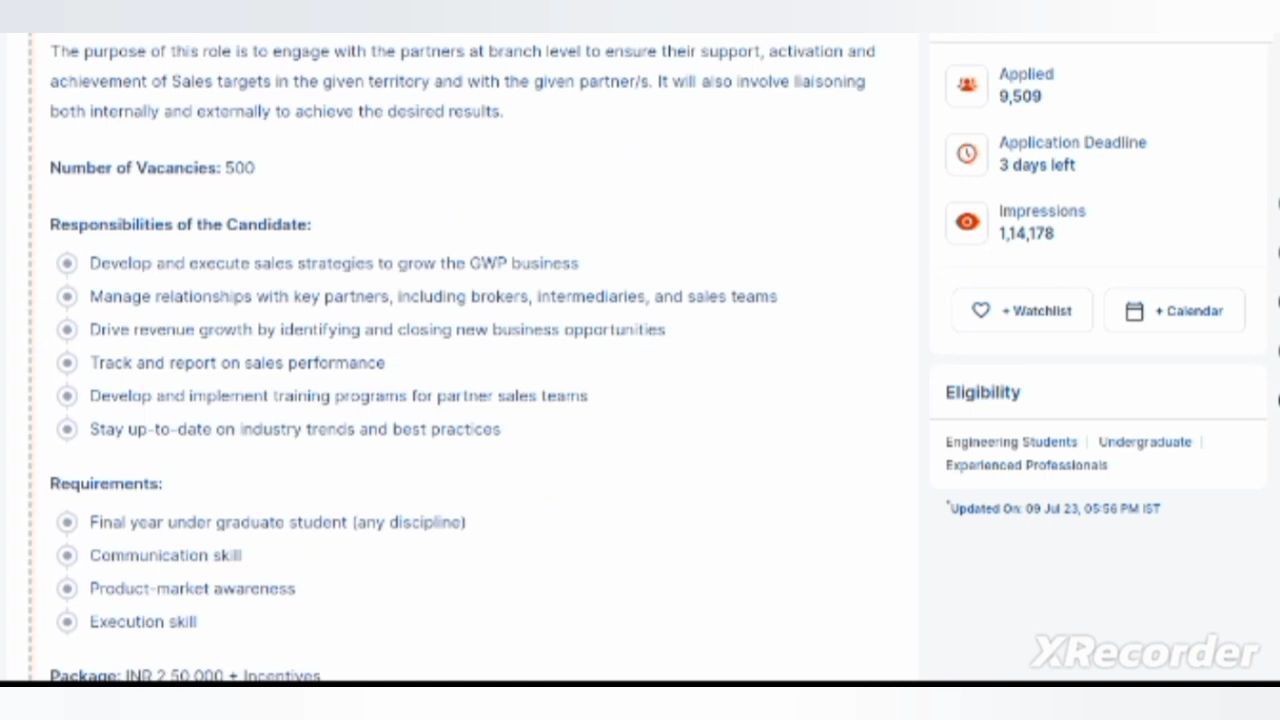 The purpose of this role is to engage with the partners at branch level to ensure their support, activation and
achievement of Sales targets in the given territory and with the given partner/s. It will also involve liasoning
both internally and externally to achieve the desired results.
Number of Vacancies: 500
Responsibilities of the Candidate:
Develop and execute sales strategies to grow the GWP business
Manage relationships with key partners, including brokers, intermediaries, and sales teams
Drive revenue growth by identifying and closing new business opportunities
Track and report on sales performance
Develop and implement training programs for partner sales teams
Stay up-to-date on industry trends and best practices
Requirements:
Final year under graduate student (any discipline)
Communication skill
Product-market awareness
Execution skill
Package: INR 2,50,000 + Incentives
Applied
9,509
Application Deadline
3 days left
Impressions
1,14,178
+ Watchlist
+ Calendar
Eligibility
Engineering Students | Undergraduate |
Experienced Professionals
*Updated On: 09 Jul 23, 05:56 PM IST
XRecorder